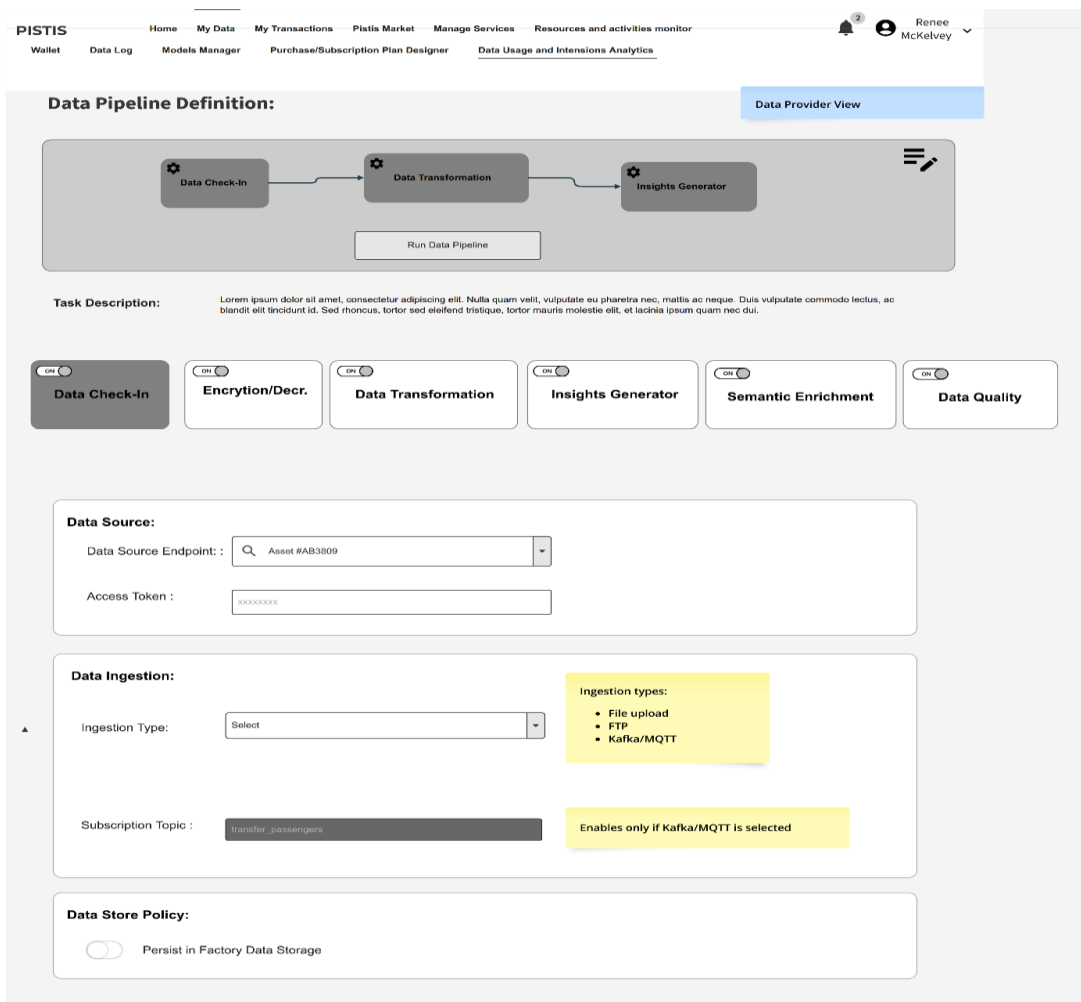 PISTIS
Home My Data My Transactions Pistis Market Manage Services Resources and activities monitor
2
Renee
McKelvey
Wallet Data Log Models Manager Purchase/Subscription Plan Designer Data Usage and Intensions Analytics
Data Pipeline Definition:
Data Provider View
Data Check-In
Data Transformation
Insights Generator
Run Data Pipeline
Task Description:
Lorem ipsum dolor sit amet, consectetur adipiscing elit. Nulla quam velit, vulputate eu pharetra nec, mattis ac neque. Duis vulputate commodo lectus, ac
blandit elit tincidunt id. Sed rhoncus, tortor sed eleifend tristique, tortor mauris molestie elit, et lacinia ipsum quam nec dui.
ON ON ON ON ON ON
Data Check-In Encrytion/Decr. Data Transformation Insights Generator Semantic Enrichment Data Quality
Data Source:
Data Source Endpoint: : Asset #AB3809
Access Token : xxxxxxxx
Data Ingestion:
Ingestion Type: Select
Ingestion types:
• File upload
• FTP
• Kafka/MQTT
Subscription Topic : transfer_passengers
Enables only if Kafka/MQTT is selected
Data Store Policy:
Persist in Factory Data Storage